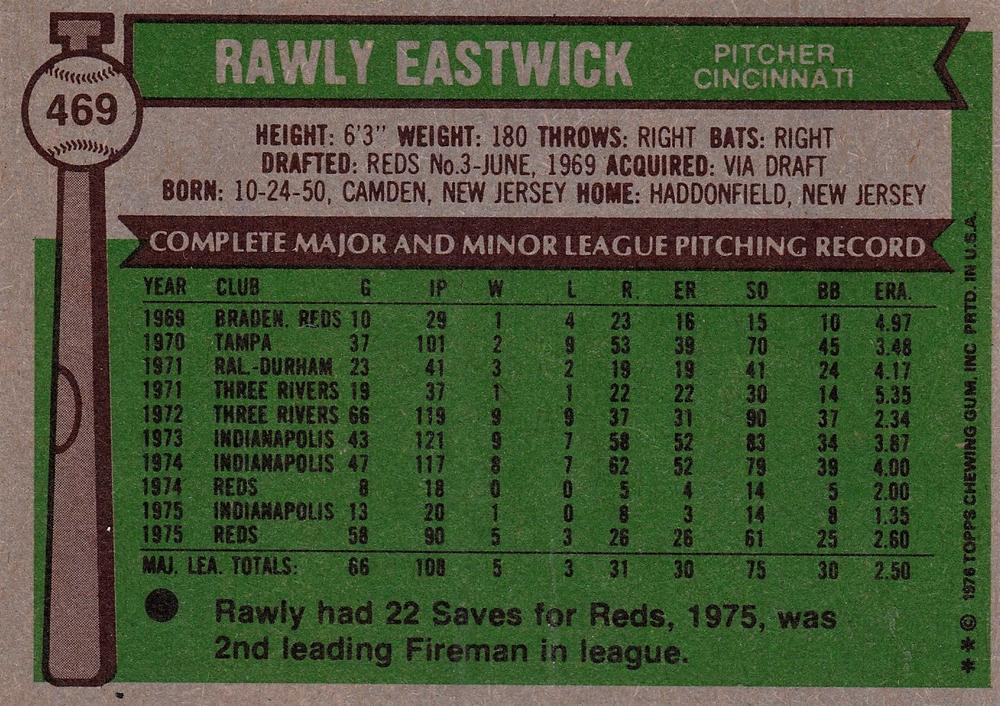 469
RAWLY EASTWICK
PITCHER
CINCINNATI
HEIGHT: 6'3" WEIGHT: 180 THROWS: RIGHT BATS: RIGHT
DRAFTED: REDS No.3-JUNE, 1969 ACQUIRED: VIA DRAFT
BORN: 10-24-50, CAMDEN, NEW JERSEY HOME: HADDONFIELD, NEW JERSEY
COMPLETE MAJOR AND MINOR LEAGUE PITCHING RECORD
YEAR CLUB G IP W L R ER SO BB ERA.
1969 BRADEN. REDS 10 29 1 4 23 16 15 10 4.97
1970 TAMPA 37 101 2 9 53 39 70 45 3.48
1971 RAL.-DURHAM 23 41 3 2 19 19 41 24 4.17
1971 THREE RIVERS 19 37 1 1 22 22 30 14 5.35
1972 THREE RIVERS 66 119 9 9 37 31 90 37 2.34
1973 INDIANAPOLIS 43 121 9 7 58 52 83 34 3.87
1974 INDIANAPOLIS 47 117 8 7 62 52 79 39 4.00
1974 REDS 8 18 0 0 5 4 14 5 2.00
1975 INDIANAPOLIS 13 20 1 0 8 3 14 8 1.35
1975 REDS 58 90 5 3 26 26 61 25 2.60
MAJ. LEA. TOTALS: 66 108 5 3 31 30 75 30 2.50
Rawly had 22 Saves for Reds, 1975, was
2nd leading Fireman in league.
** © 1976 TOPPS CHEWING GUM, INC. PRTD. IN U.S.A.